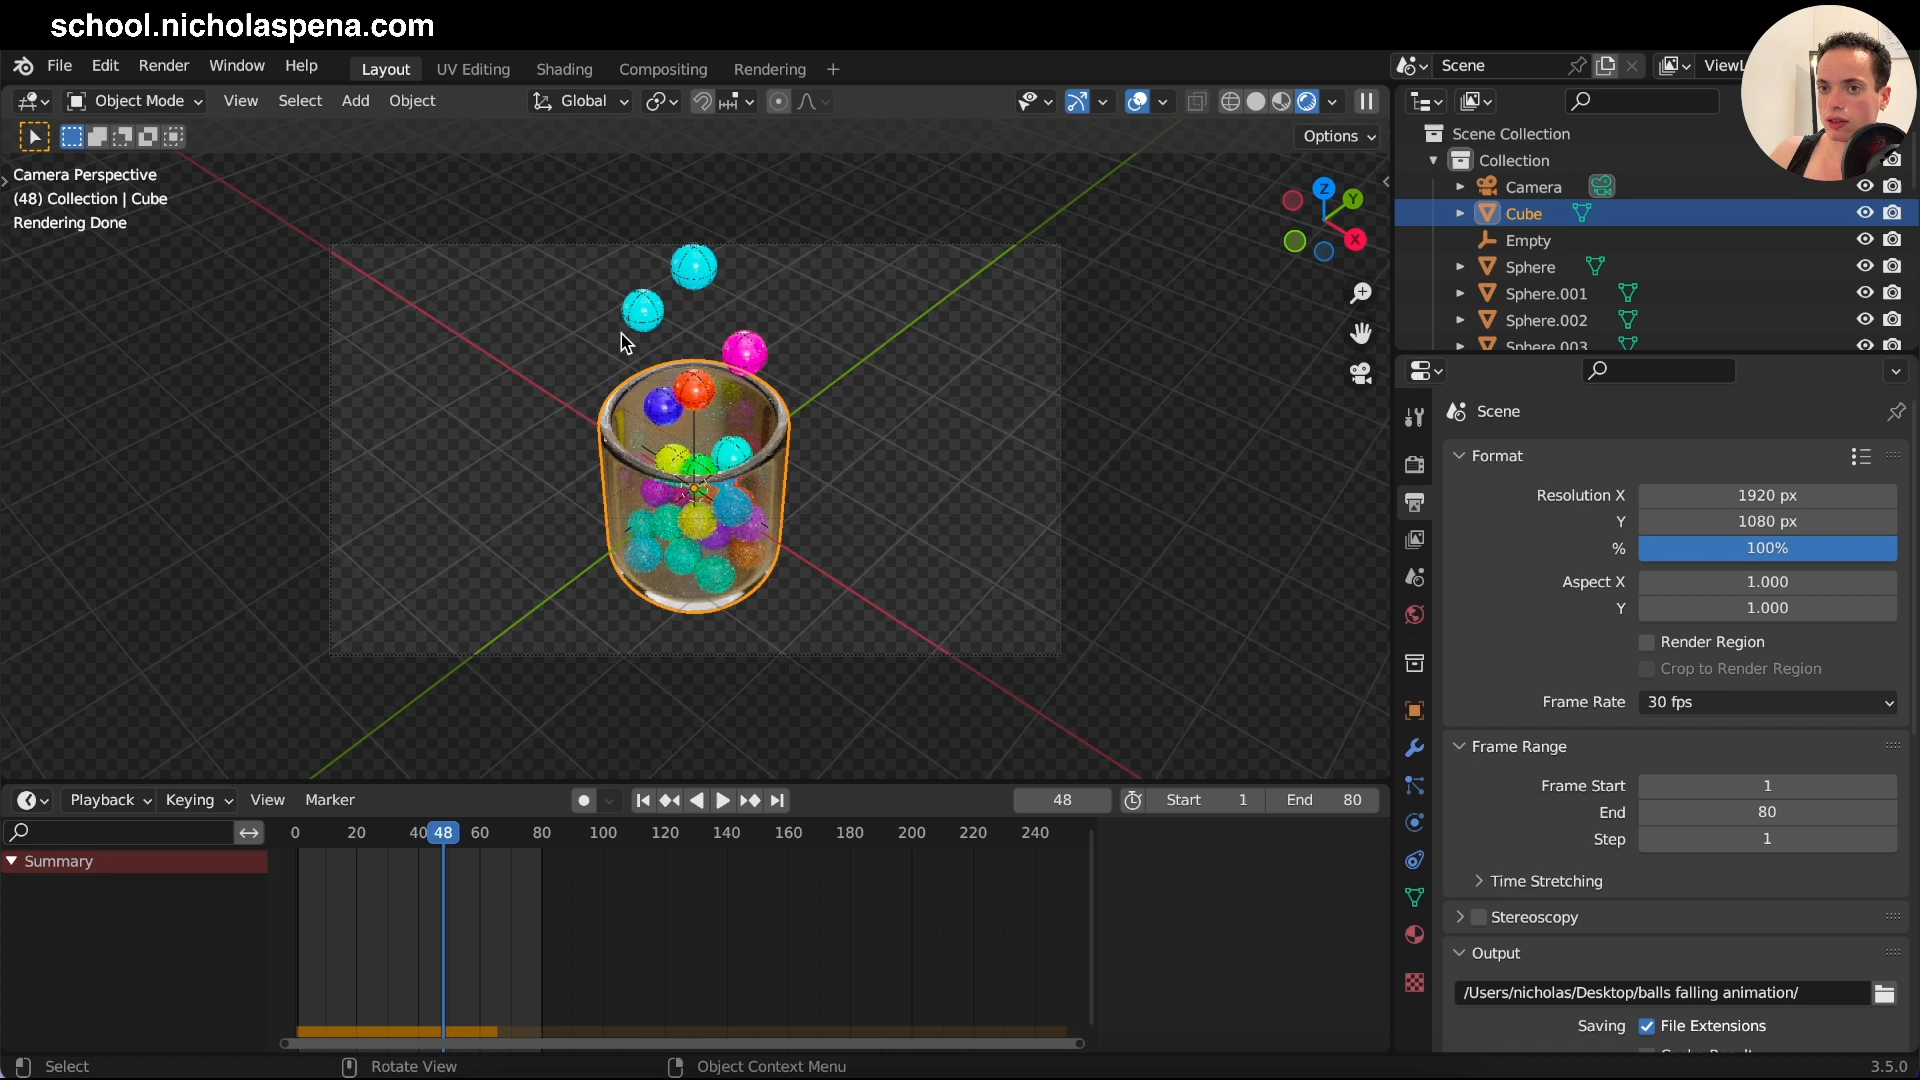 school.nicholaspena.com
File Edit Render Window Help Layout UV Editing Shading Compositing Rendering + Scene
Object Mode View Select Add Object Global
Options
Camera Perspective
(48) Collection | Cube
Rendering Done
Z
Y
X
Scene Collection
Collection
Camera
Cube
Empty
Sphere
Sphere.001
Sphere.002
Sphere.003
Scene
Format
Resolution X 1920 px
Y 1080 px
% 100%
Aspect X 1.000
Y 1.000
Render Region
Crop to Render Region
Frame Rate 30 fps
Frame Range
Frame Start 1
End 80
Step 1
Time Stretching
Stereoscopy
Output
/Users/nicholas/Desktop/balls falling animation/
Saving File Extensions
Playback Keying View Marker 48 Start 1 End 80
0 20 40 48 60 80 100 120 140 160 180 200 220 240
Summary
Select Rotate View Object Context Menu 3.5.0